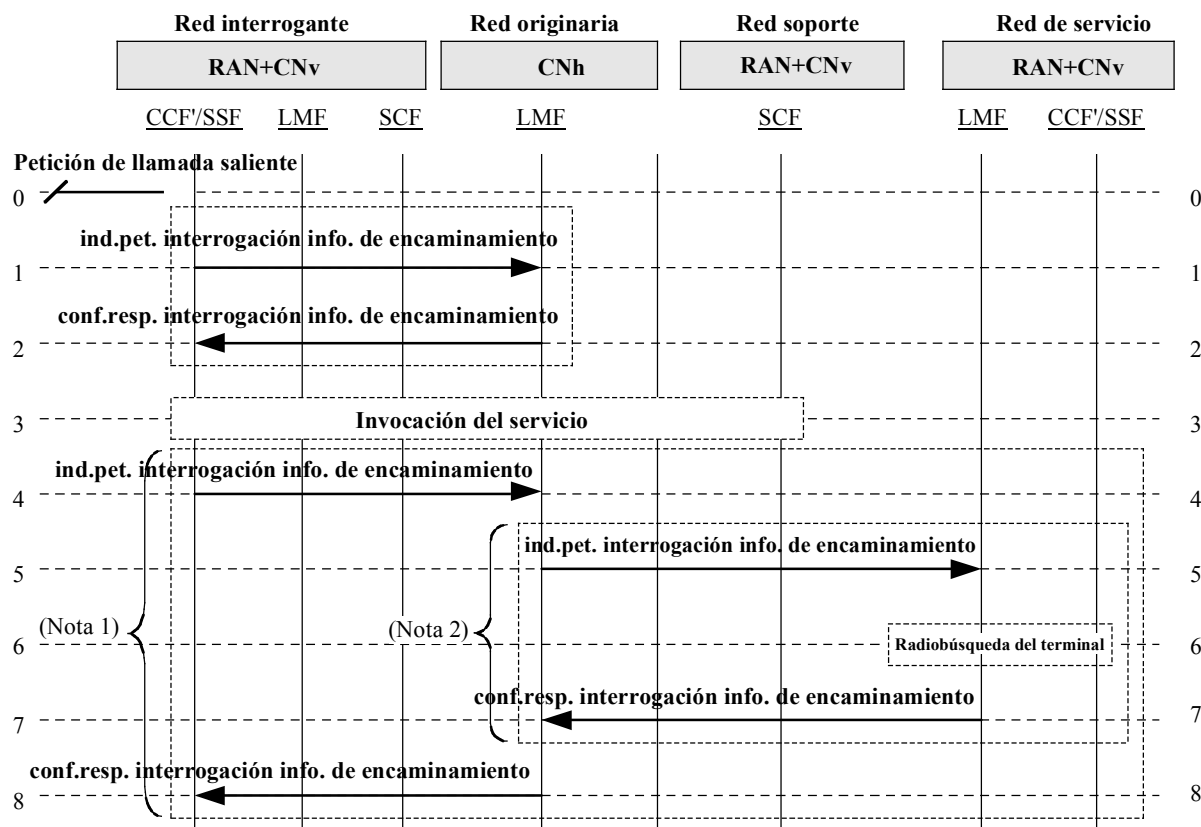 Red interrogante Red originaria Red soporte Red de servicio
RAN+CNv CNh RAN+CNv RAN+CNv
CCF'/SSF LMF SCF LMF SCF LMF CCF'/SSF
Petición de llamada saliente
0 0
ind.pet. interrogación info. de encaminamiento
1 1
conf.resp. interrogación info. de encaminamiento
2 2
3 Invocación del servicio 3
ind.pet. interrogación info. de encaminamiento
4 4
ind.pet. interrogación info. de encaminamiento
5 5
(Nota 1) (Nota 2)
6 Radiobúsqueda del terminal 6
conf.resp. interrogación info. de encaminamiento
7 7
conf.resp. interrogación info. de encaminamiento
8 8